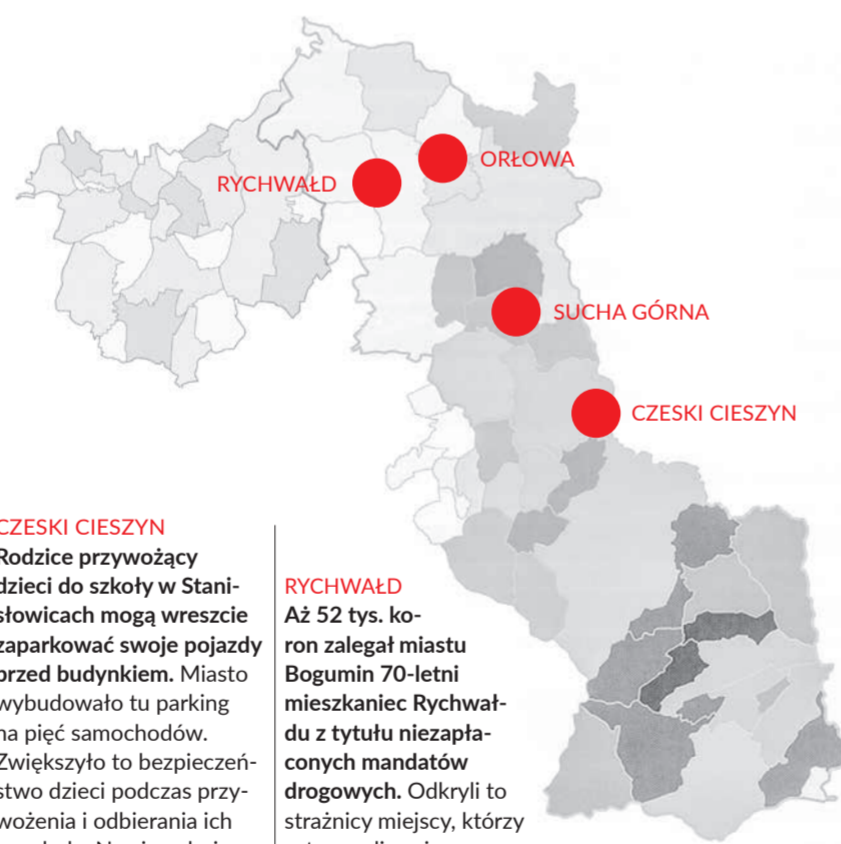 RYCHWAŁD
ORŁOWA
SUCHA GÓRNA
CZESKI CIESZYN
CZESKI CIESZYN
Rodzice przywożący
dzieci do szkoły w Stani-
słowicach mogą wreszcie
zaparkować swoje pojazdy
przed budynkiem. Miasto
wybudowało tu parking
na pięć samochodów.
Zwiększyło to bezpieczeń-
stwo dzieci podczas przy-
wożenia i odbierania ich
RYCHWAŁD
Aż 52 tys. ko-
ron zalegał miastu
Bogumin 70-letni
mieszkaniec Rychwał-
du z tytułu niezapła-
conych mandatów
drogowych. Odkryli to
strażnicy miejscy, którzy